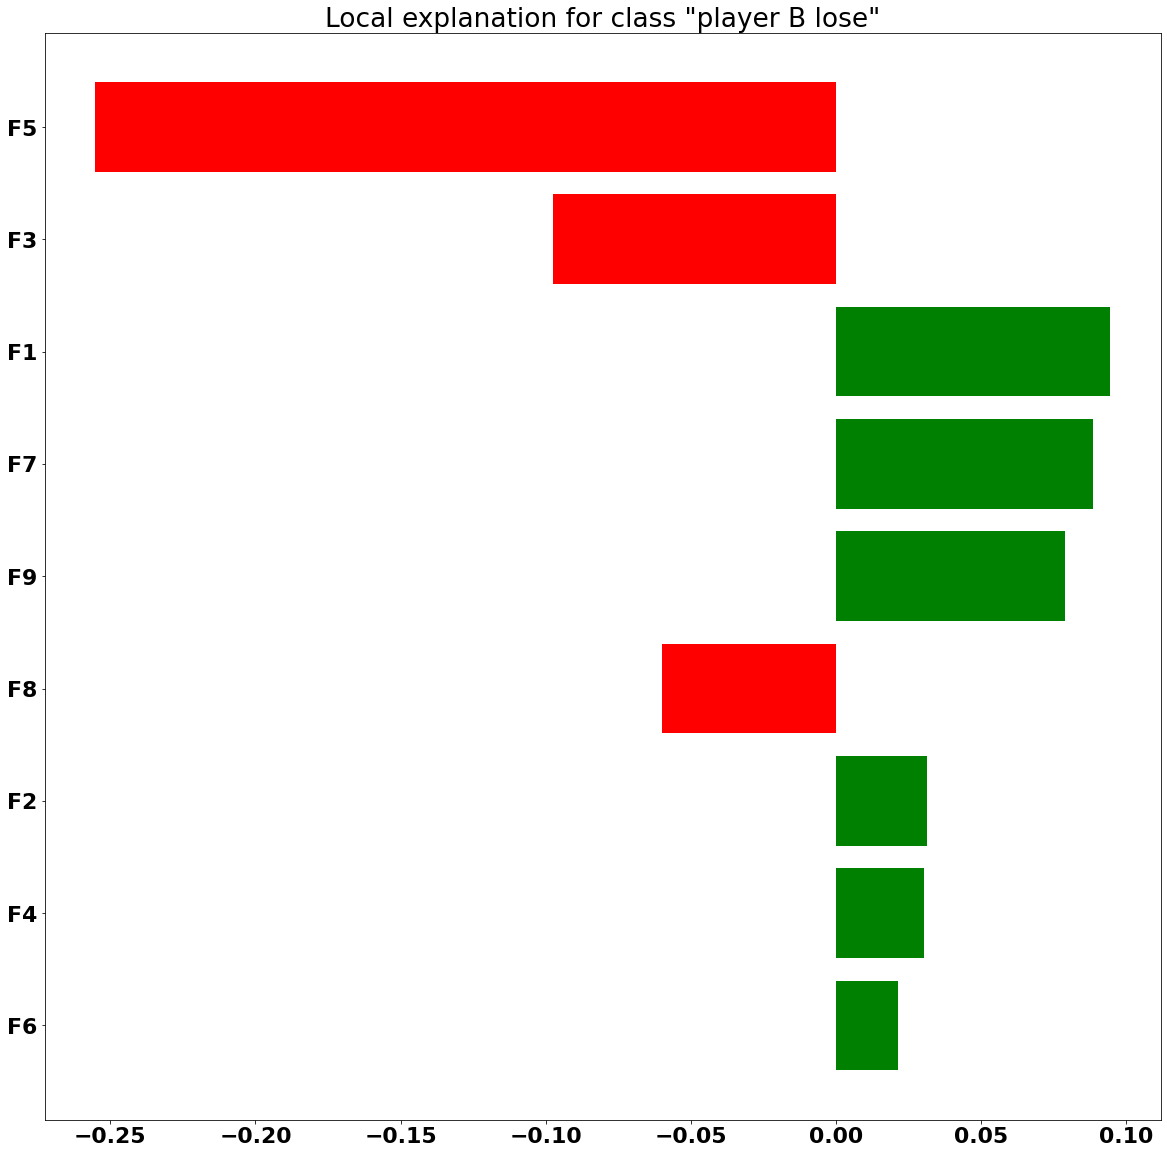 Local explanation for class "player B lose"
F5
F3
F1
F7
F9
F8
F2
F4
F6
−0.25 −0.20 −0.15 −0.10 −0.05 0.00 0.05 0.10